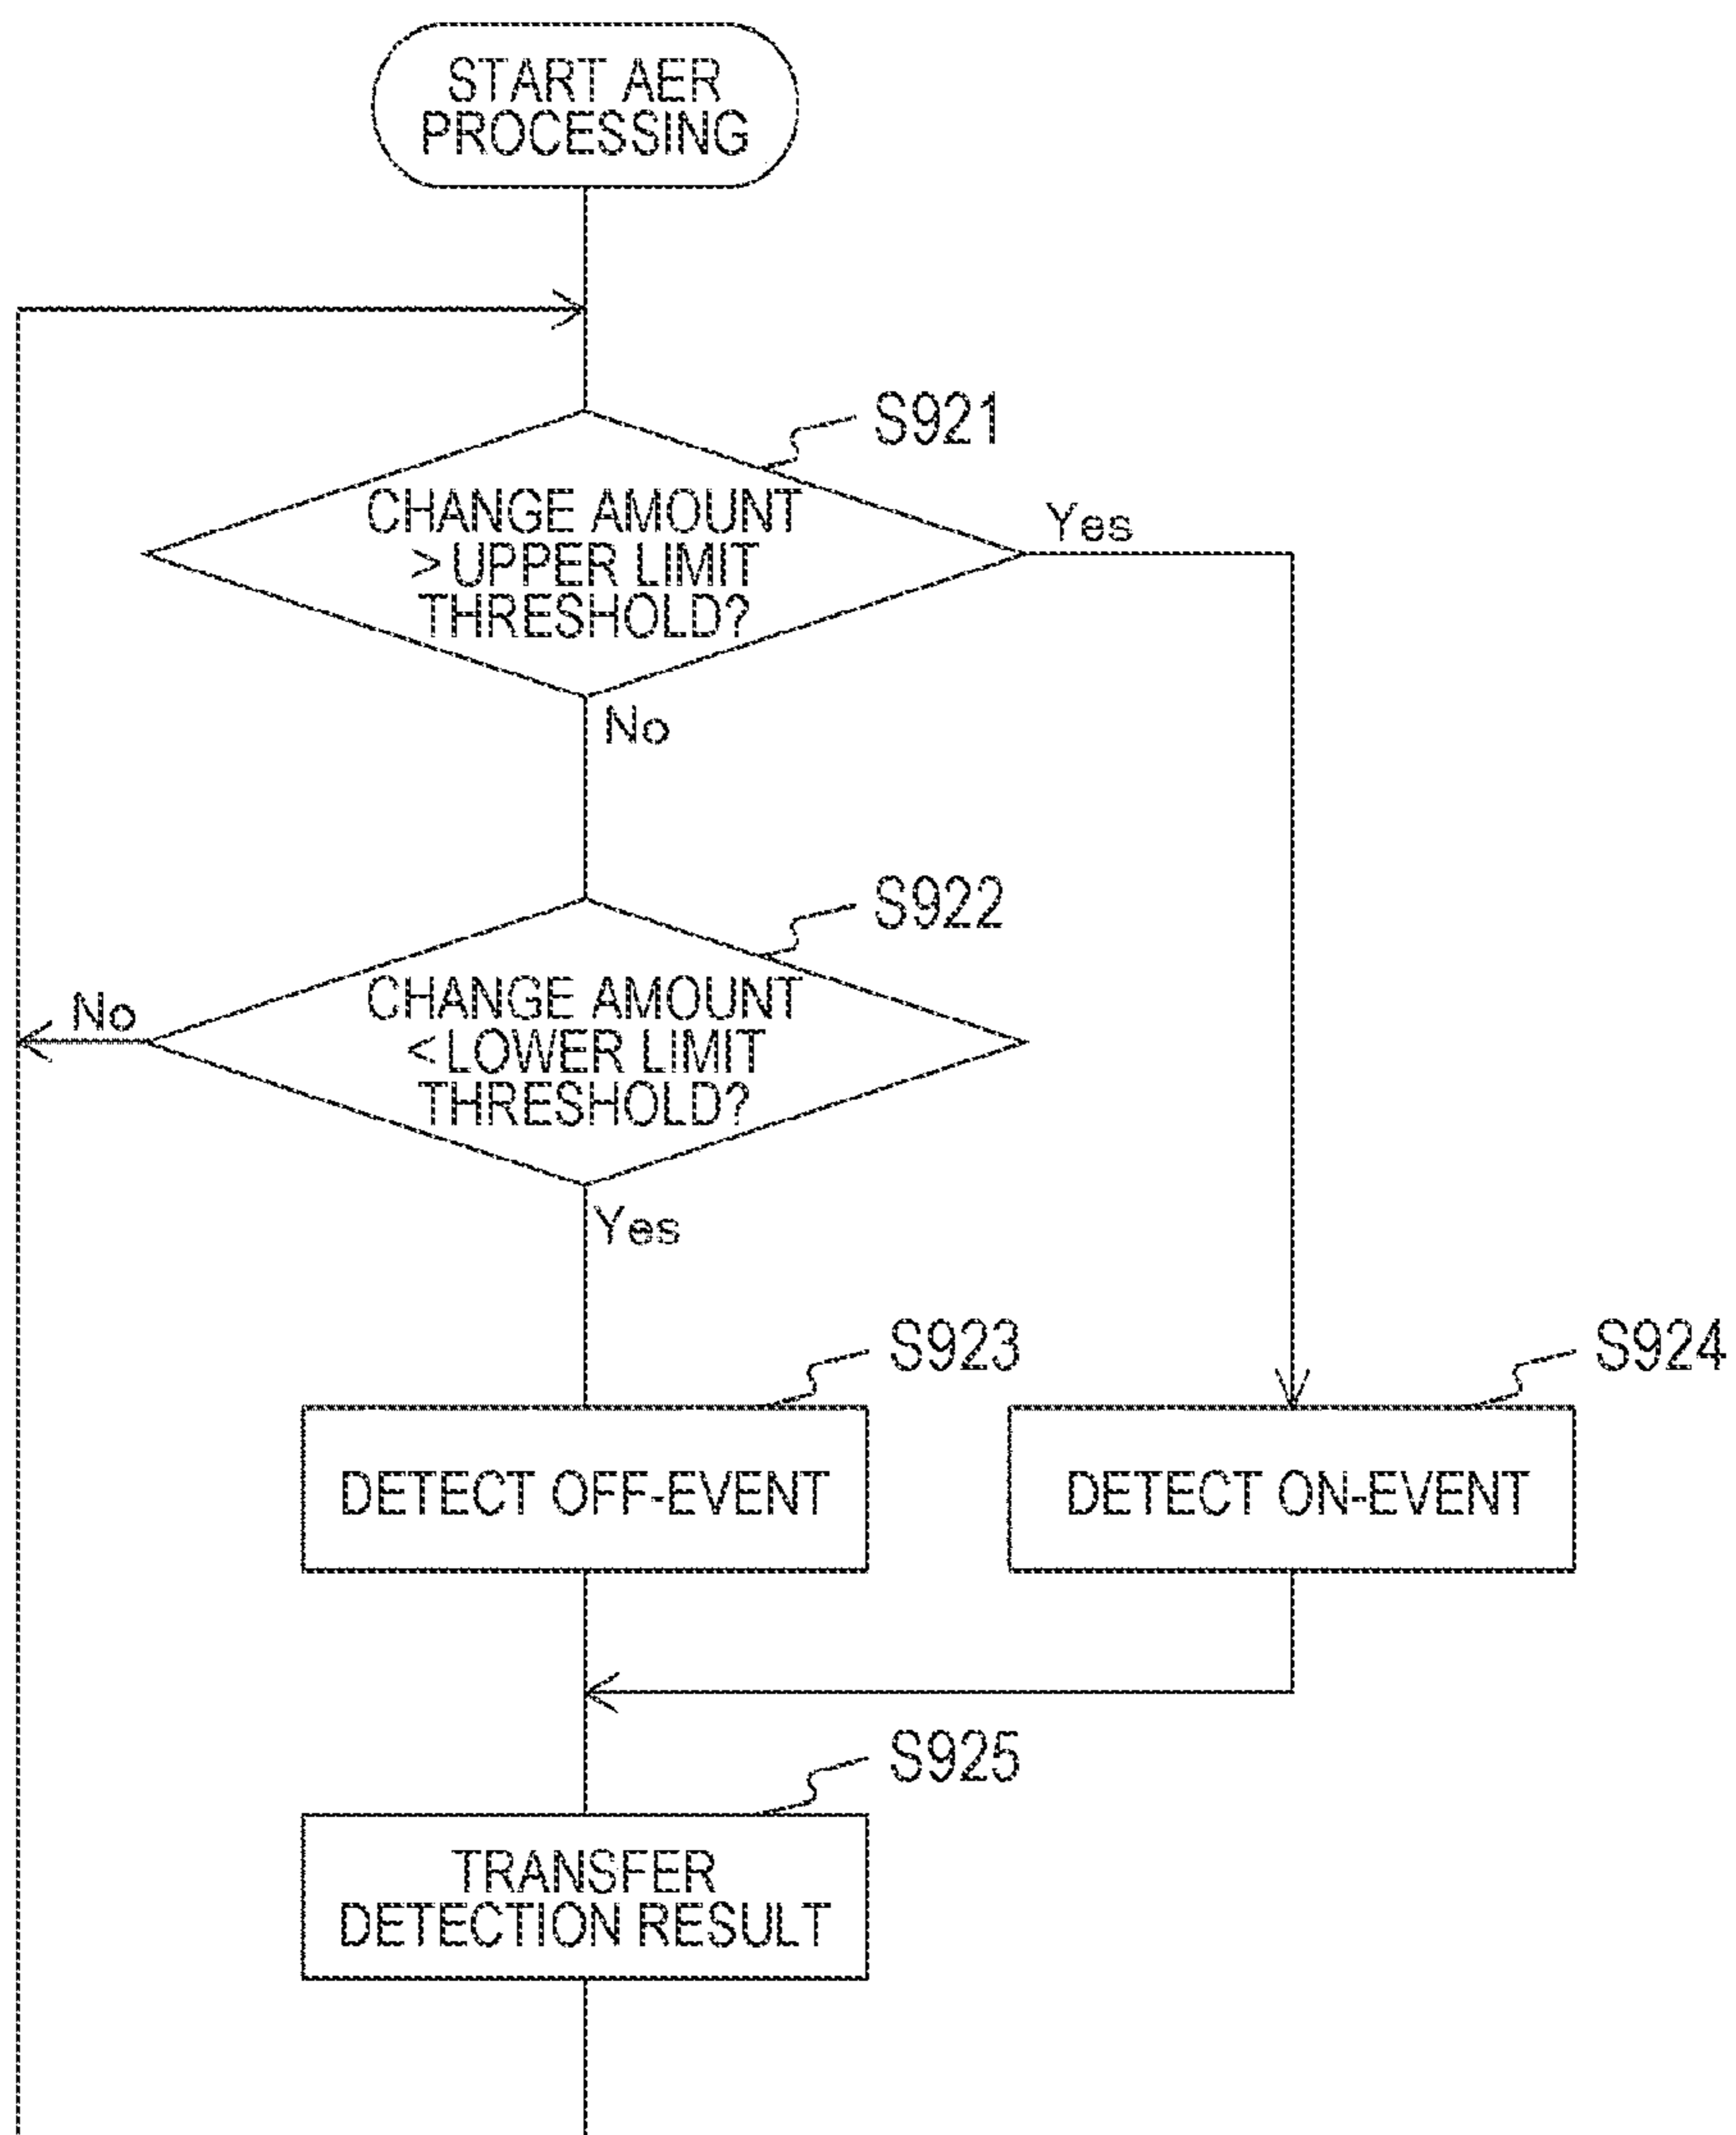 START AER
PROCESSING
S921
CHANGE AMOUNT
> UPPER LIMIT
THRESHOLD?
Yes
No
S922
CHANGE AMOUNT
< LOWER LIMIT
THRESHOLD?
No
Yes
S923
DETECT OFF-EVENT
S924
DETECT ON-EVENT
S925
TRANSFER
DETECTION RESULT